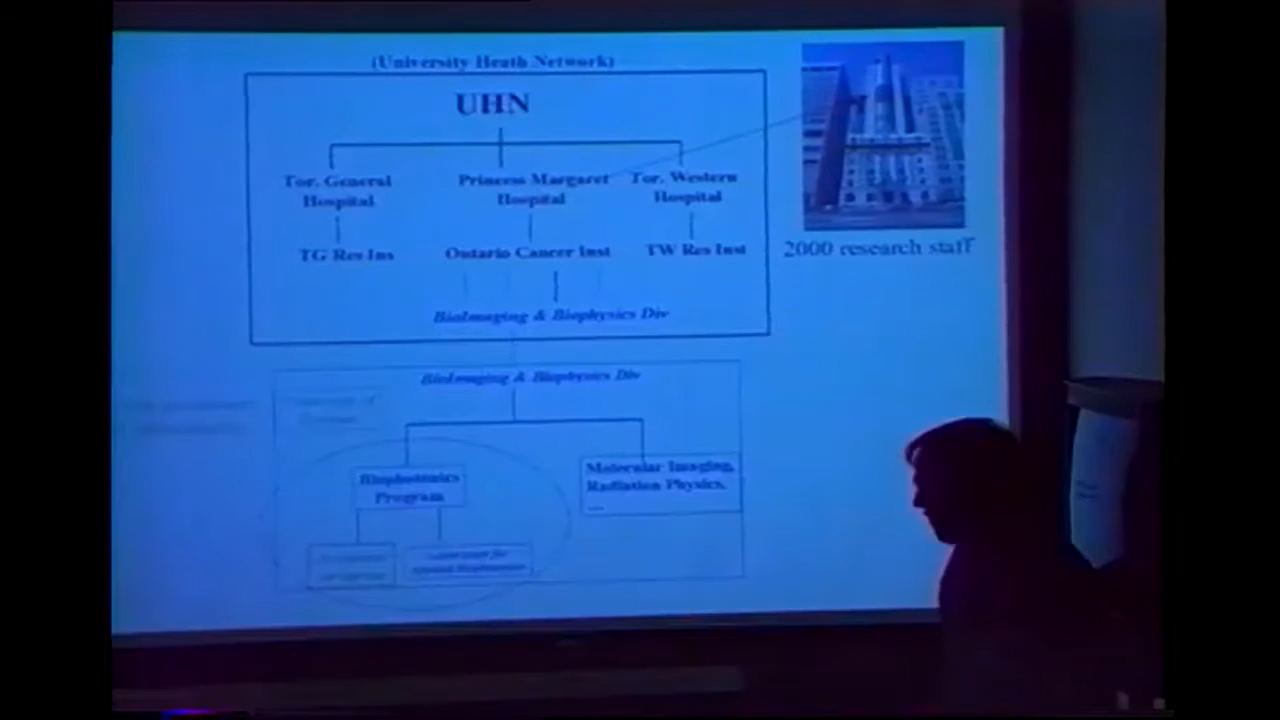 (University Heath Network)
UHN
Tor. General
Hospital
Princess Margaret
Hospital
Tor. Western
Hospital
TG Res Ins
Ontario Cancer Inst
TW Res Inst
2000 research staff
BioImaging & Biophysics Div
BioImaging & Biophysics Div
Biophotonics
Program
Molecular Imaging,
Radiation Physics,
....